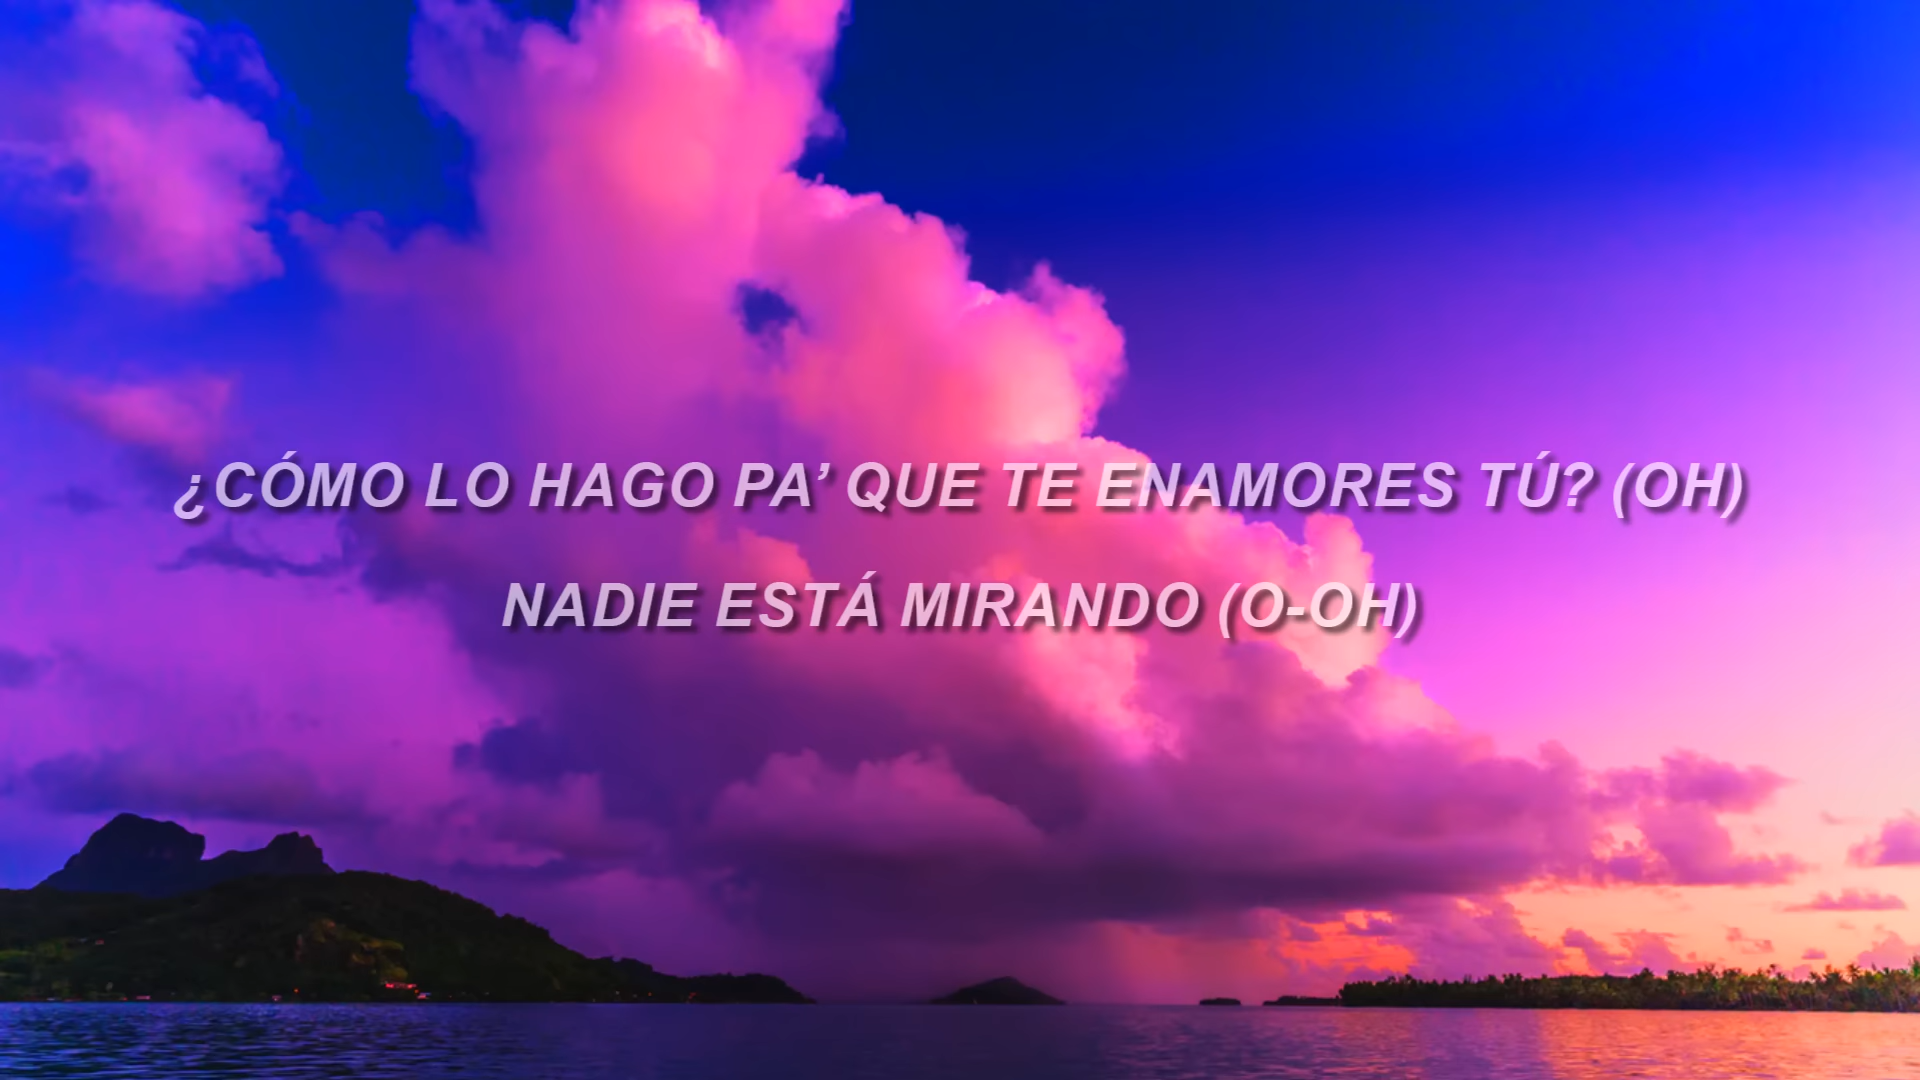 ¿CÓMO LO HAGO PA’ QUE TE ENAMORES TÚ? (OH)
NADIE ESTÁ MIRANDO (O-OH)